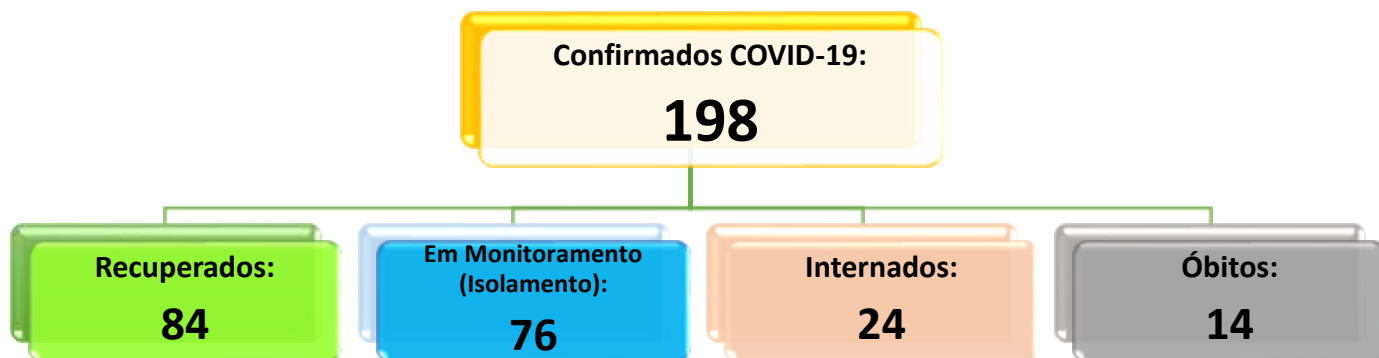 Confirmados COVID-19:
198
Recuperados:
84
Em Monitoramento
(Isolamento):
76
Internados:
24
Óbitos:
14